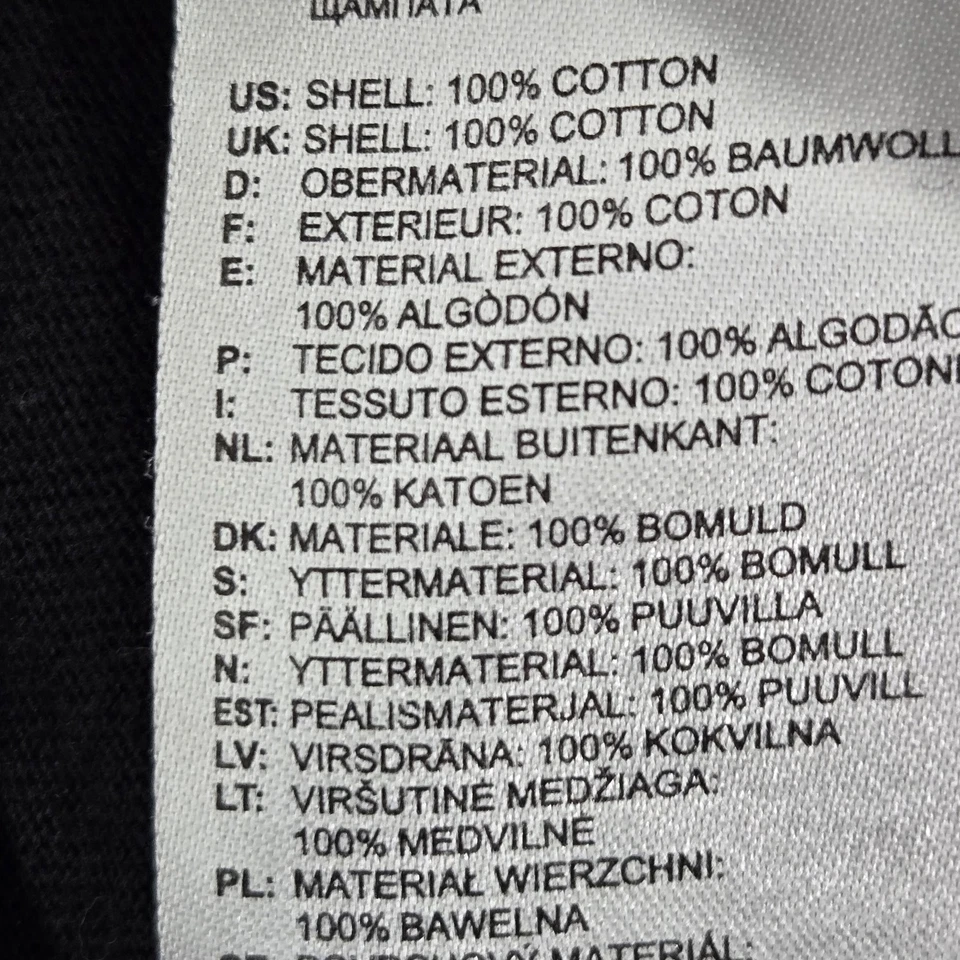 ЩАМПАТА
US: SHELL: 100% COTTON
UK: SHELL: 100% COTTON
D: OBERMATERIAL: 100% BAUMWOLL
F: EXTERIEUR: 100% COTON
E: MATERIAL EXTERNO:
100% ALGÒDÓN
P: TECIDO EXTERNO: 100% ALGODÃO
I: TESSUTO ESTERNO: 100% COTON
NL: MATERIAAL BUITENKANT:
100% KATOEN
DK: MATERIALE: 100% BOMULD
S: YTTERMATERIAL: 100% BOMULL
SF: PÄÄLLINEN: 100% PUUVILLA
N: YTTERMATERIAL: 100% BOMULL
EST: PEALISMATERJAL: 100% PUUVILL
LV: VIRSDRĀNA: 100% KOKVILNA
LT: VIRŠUTINĖ MEDŽIAGA:
100% MEDVILNĖ
PL: MATERIAŁ WIERZCHNI:
100% BAWEŁNA
MATERIÁL: